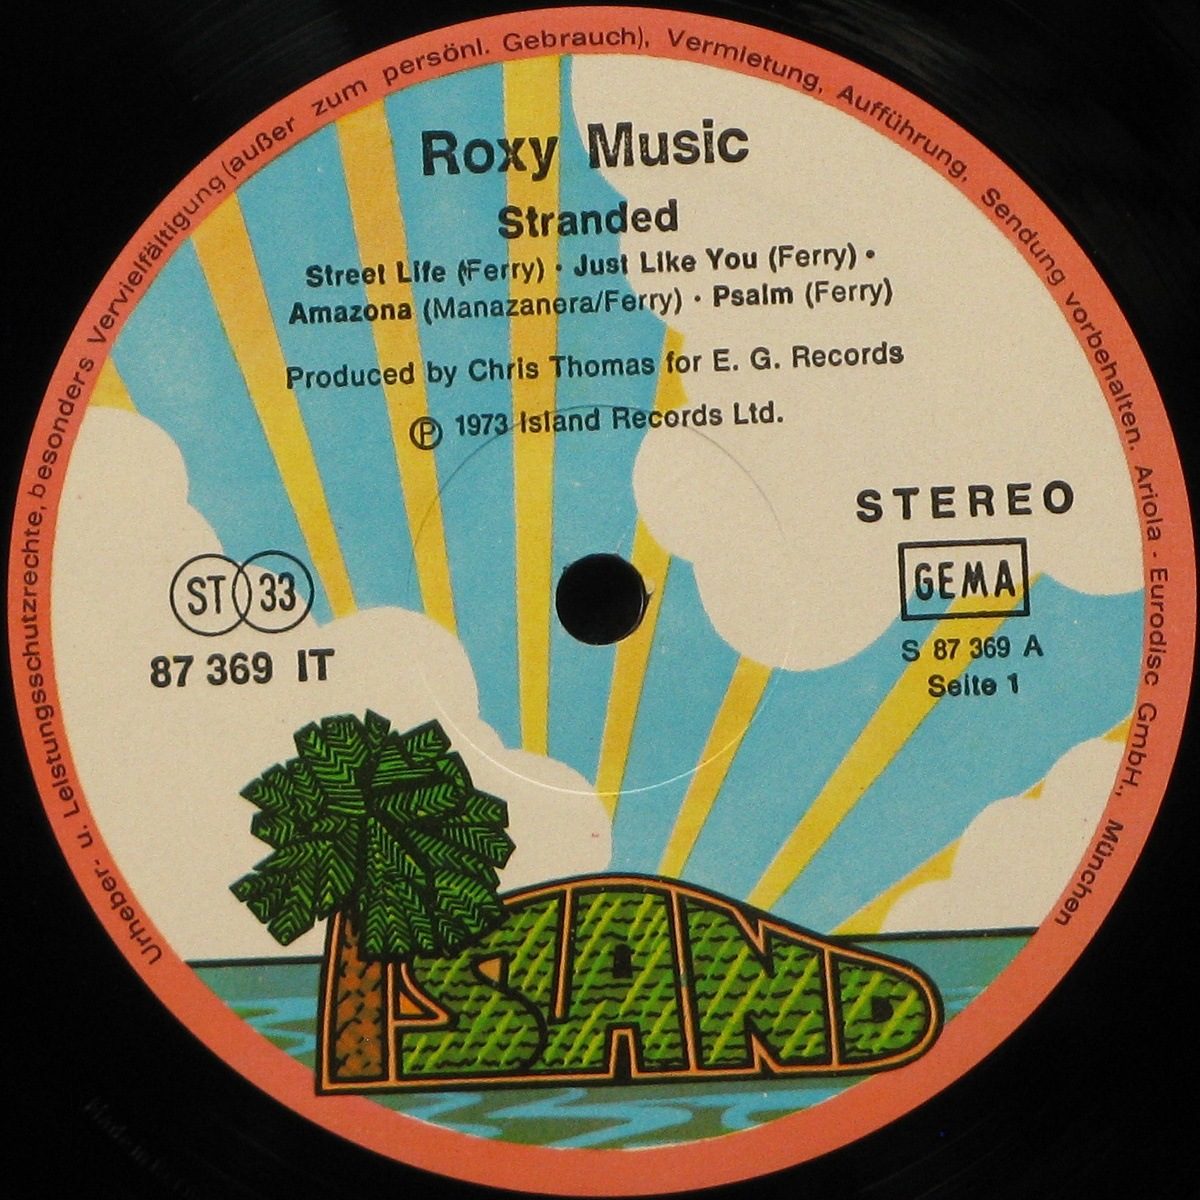 Urheber- u. Leistungsschutzrechte, besonders Vervielfältigung (außer zum persönl. Gebrauch), Vermietung, Aufführung, Sendung vorbehalten. Ariola - Eurodisc GmbH., München
Roxy Music
Stranded
Street Life (Ferry) · Just Like You (Ferry) ·
Amazona (Manazanera/Ferry) · Psalm (Ferry)
Produced by Chris Thomas for E. G. Records
℗ 1973 Island Records Ltd.
STEREO
ST 33
GEMA
87 369 IT
S 87 369 A
Seite 1
ISLAND